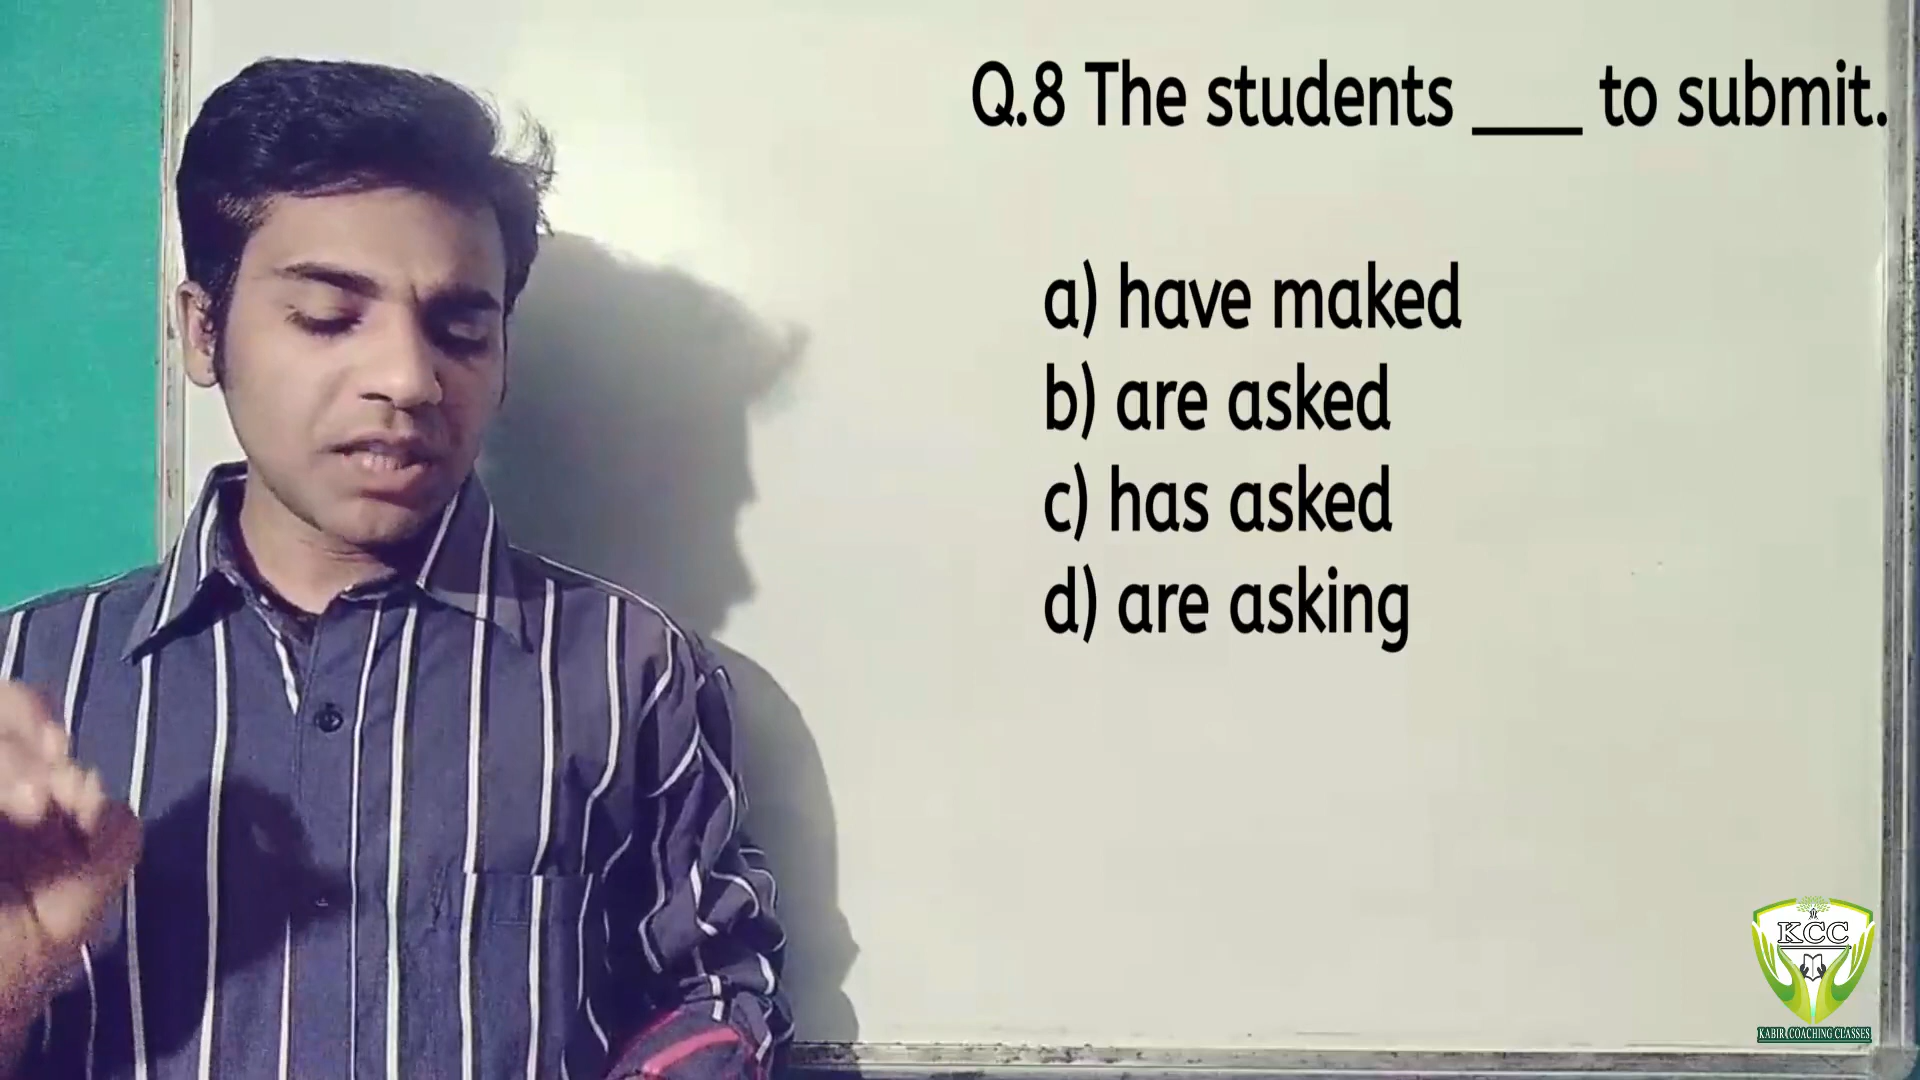 Q.8 The students ___ to submit.
a) have maked
b) are asked
c) has asked
d) are asking
KCC
KABIR COACHING CLASSES